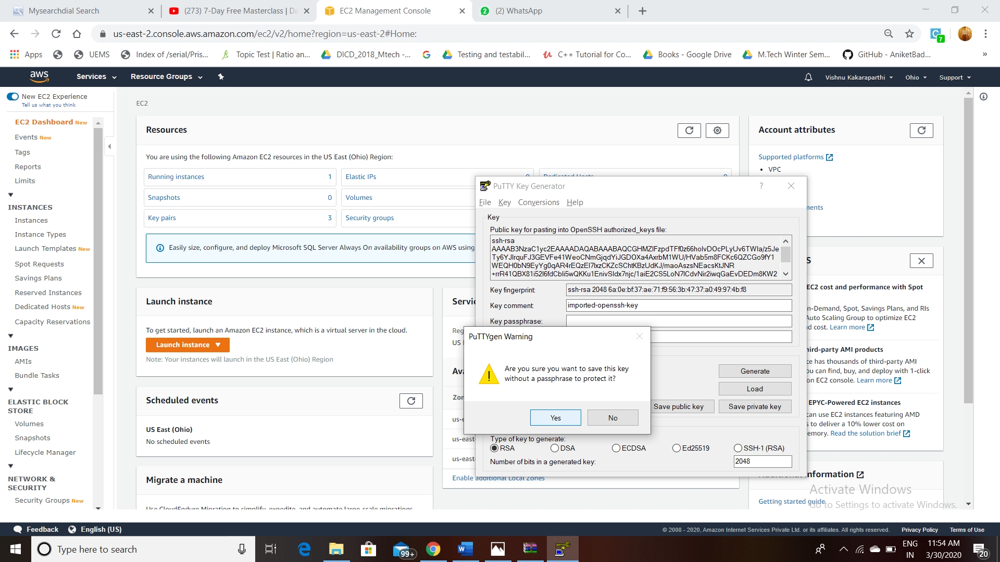 Mysearchdial Search
(273) 7-Day Free Masterclass | Da
EC2 Management Console
2 (2) WhatsApp
us-east-2.console.aws.amazon.com/ec2/v2/home?region=us-east-2#Home:
7
Apps
UEMS
Index of /serial/Pris...
Topic Test | Ratio an...
DICD_2018_Mtech -...
Testing and testabil...
C++ Tutorial for Co...
Books - Google Drive
M.Tech Winter Sem...
GitHub - AniketBad...
»
aws
Services
Resource Groups
Vishnu Kakaraparthi
Ohio
Support
New EC2 Experience
Tell us what you think
EC2 Dashboard New
Events New
Tags
Reports
Limits
INSTANCES
Instances
Instance Types
Launch Templates New
Spot Requests
Savings Plans
Reserved Instances
Dedicated Hosts New
Capacity Reservations
IMAGES
AMIs
Bundle Tasks
ELASTIC BLOCK
STORE
Volumes
Snapshots
Lifecycle Manager
NETWORK &
SECURITY
Security Groups New
EC2
Resources
You are using the following Amazon EC2 resources in the US East (Ohio) Region:
Running instances 1
Elastic IPs
Snapshots 0
Volumes
Key pairs 3
Security groups
Easily size, configure, and deploy Microsoft SQL Server Always On availability groups on AWS using
Launch instance
To get started, launch an Amazon EC2 instance, which is a virtual server in the cloud.
Launch instance
Note: Your instances will launch in the US East (Ohio) Region
Scheduled events
US East (Ohio)
No scheduled events
Migrate a machine
Use CloudEndure Migration to simplify, expedite, and automate large-scale migrations
Servic
Reg
US
Ava
Zon
us-e
us-east-
us-east-
Enable additional Local Zones
Account attributes
Supported platforms
• VPC
ments
S
EC2 cost and performance with Spot
n-Demand, Spot, Savings Plans, and RIs
Auto Scaling Group to optimize EC2
d cost. Learn more
hird-party AMI products
ce has thousands of third-party AMI
ou can find, buy, and deploy with 1-click
on EC2 console. Learn more
EPYC-Powered EC2 instances
can use EC2 instances featuring AMD
s to deliver a 10% lower cost on
emory. Read the solution brief
Additional information
Getting started guide
Activate Windows
Go to Settings to activate Windows.
PuTTY Key Generator
?
File Key Conversions Help
Key
Public key for pasting into OpenSSH authorized_keys file:
ssh-rsa
Key fingerprint: ssh-rsa 2048 6a:0e:bf:37:ae:71:f9:56:3b:47:37:a0:49:97:4b:f8
Key comment: imported-openssh-key
Key passphrase:
Generate
Load
Save public key
Save private key
Type of key to generate:
RSA DSA ECDSA Ed25519 SSH-1 (RSA)
Number of bits in a generated key: 2048
PuTTYgen Warning
Are you sure you want to save this key
without a passphrase to protect it?
Yes
No
Feedback
English (US)
© 2008 - 2020, Amazon Internet Services Private Ltd. or its affiliates. All rights reserved.
Privacy Policy
Terms of Use
Type here to search
99+
ENG
IN
11:54 AM
3/30/2020
20